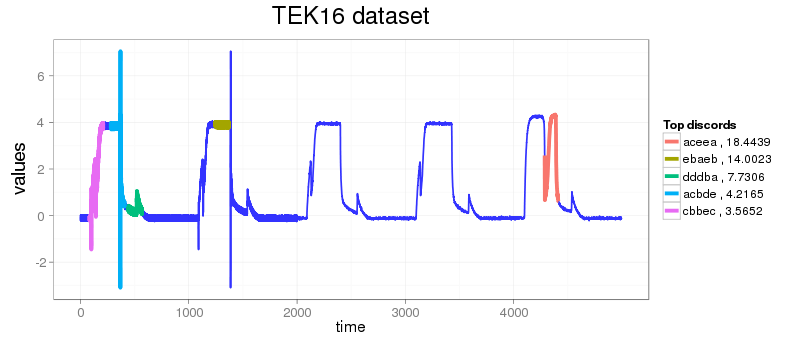 TEK16 dataset
values
6
4
2
0
-2
0
1000
2000
3000
4000
time
Top discords
aceea , 18.4439
ebaeb , 14.0023
dddba , 7.7306
acbde , 4.2165
cbbec , 3.5652